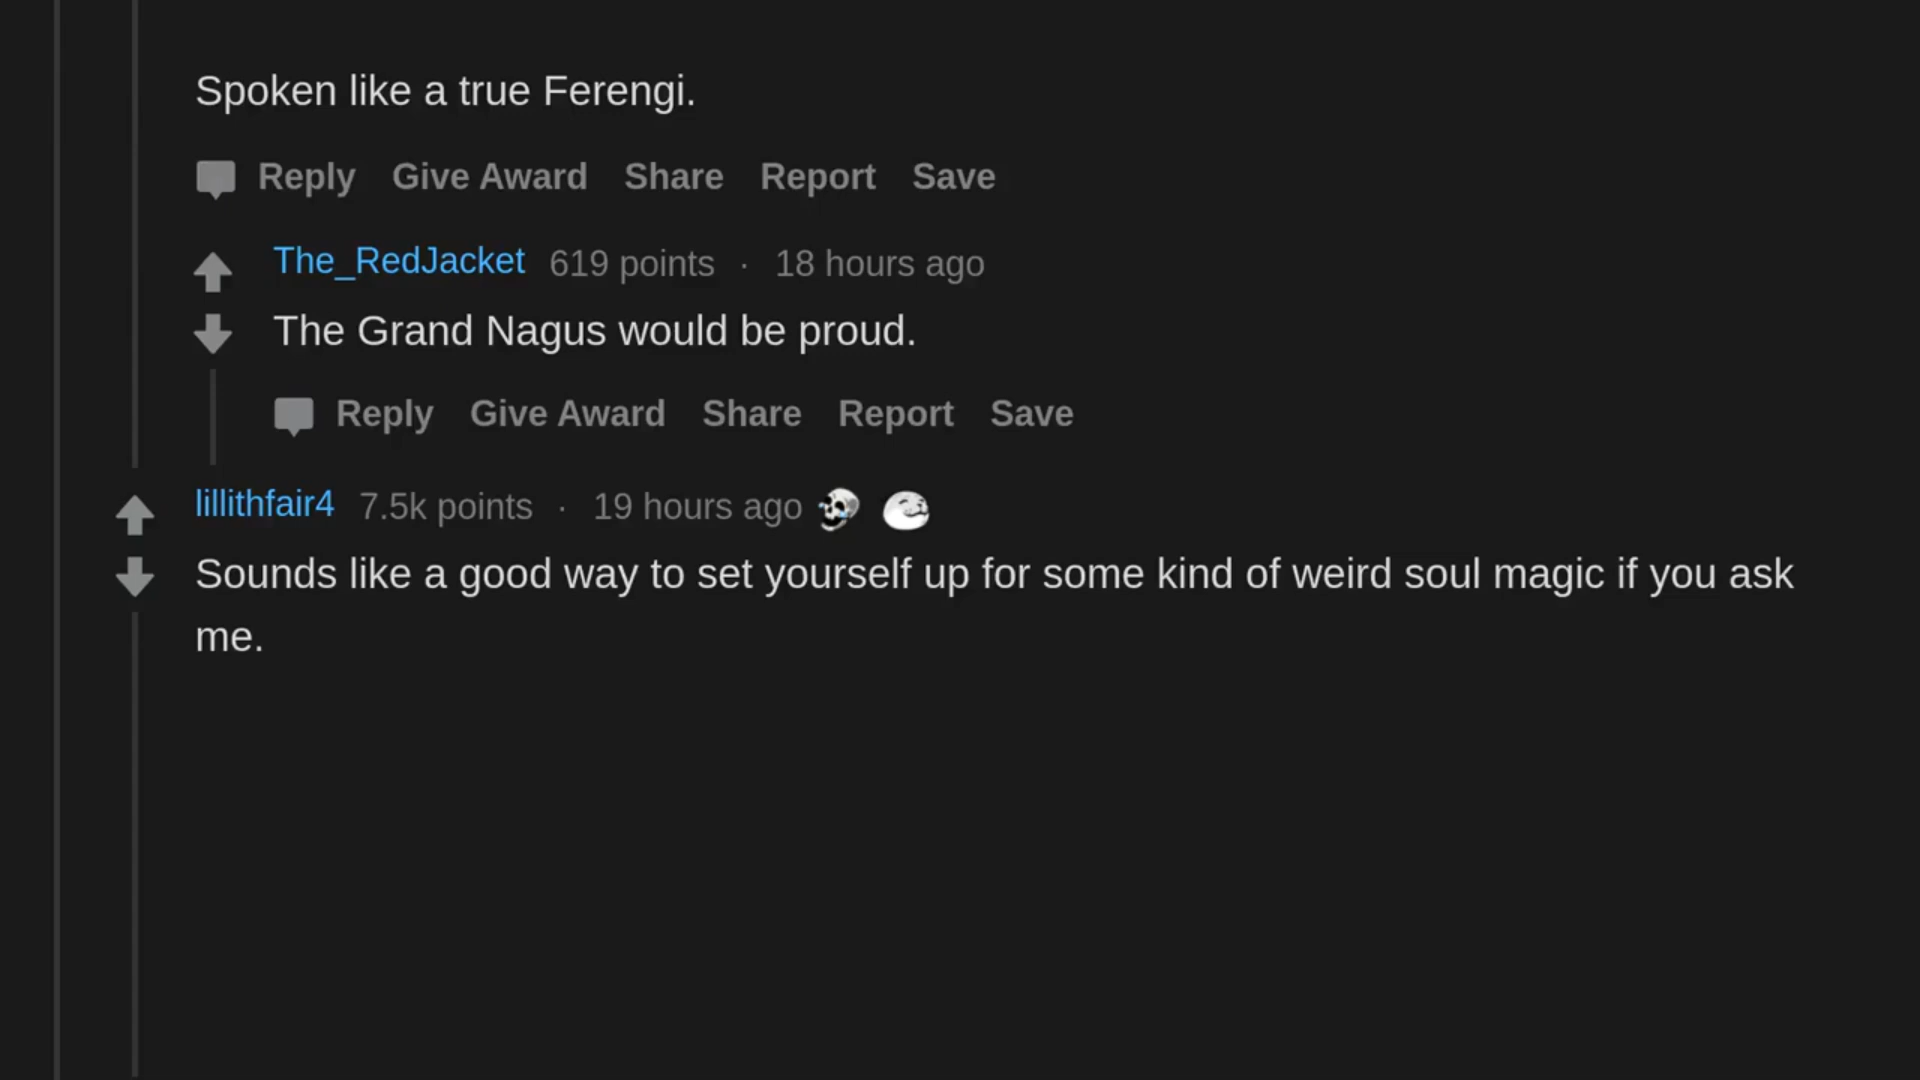 Spoken like a true Ferengi.
Reply Give Award Share Report Save
The_RedJacket 619 points · 18 hours ago
The Grand Nagus would be proud.
Reply Give Award Share Report Save
lillithfair4 7.5k points · 19 hours ago
Sounds like a good way to set yourself up for some kind of weird soul magic if you ask
me.